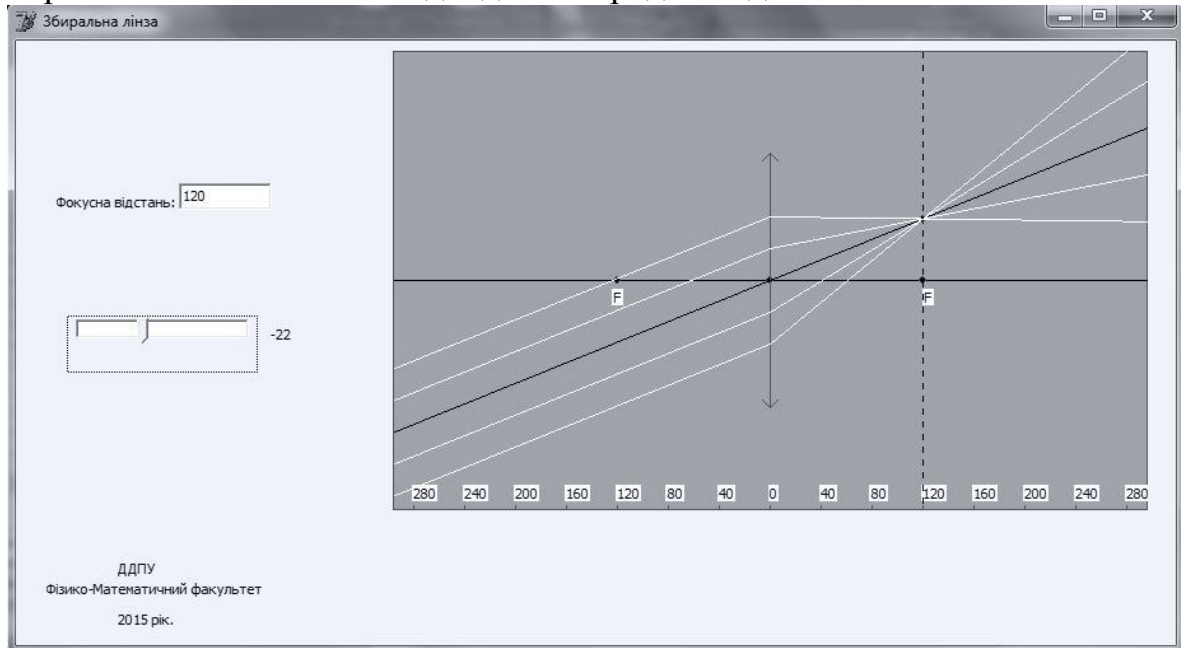 Збиральна лінза
Фокусна відстань: 120
-22
F F
280 240 200 160 120 80 40 0 40 80 120 160 200 240 280
ДДПУ
Фізико-Математичний факультет
2015 рік.